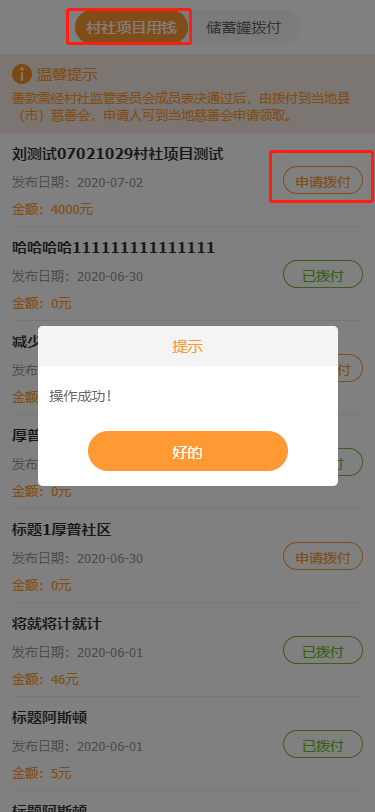 村社项目用钱
储蓄罐拨付
温馨提示
善款需经村社监管委员会成员表决通过后，由拨付到当地县
（市）慈善会，申请人可到当地慈善会申请领取。
刘测试07021029村社项目测试
发布日期：2020-07-02
申请拨付
金额：4000元
哈哈哈哈111111111111111
发布日期：2020-06-30
已拨付
金额：0元
减少
提示
操作成功！
好的
厚普
金额：0元
标题1厚普社区
发布日期：2020-06-30
申请拨付
金额：0元
将就将计就计
发布日期：2020-06-01
已拨付
金额：46元
标题阿斯顿
发布日期：2020-06-01
已拨付
金额：5元
标题阿斯顿